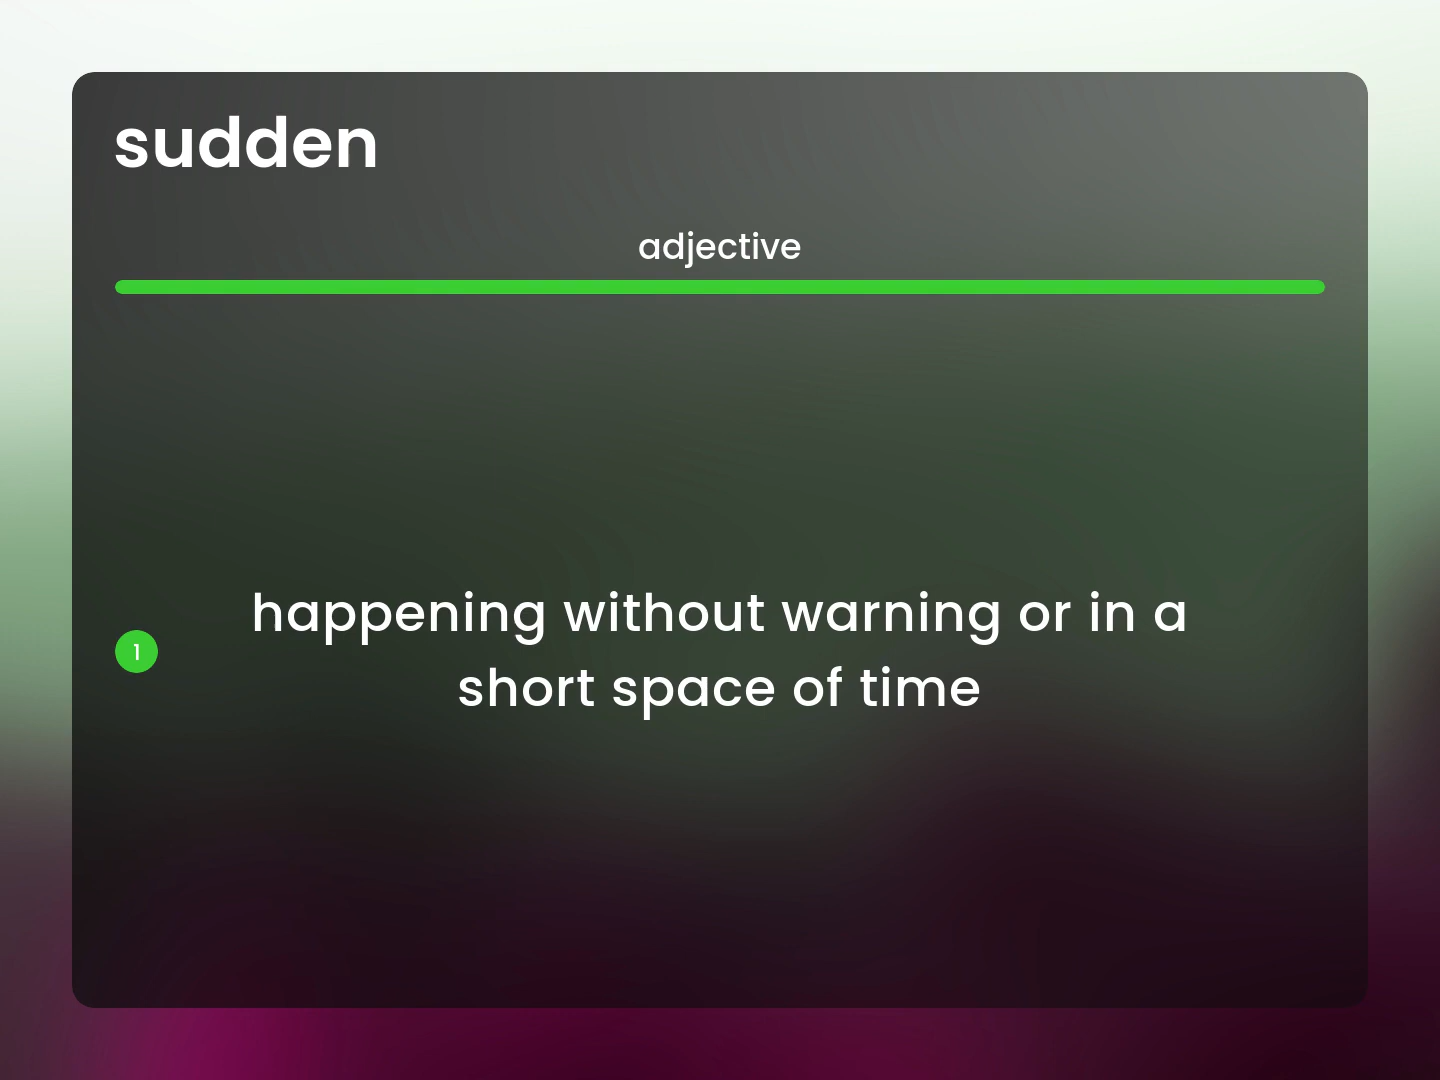 sudden
adjective
1
happening without warning or in a
short space of time